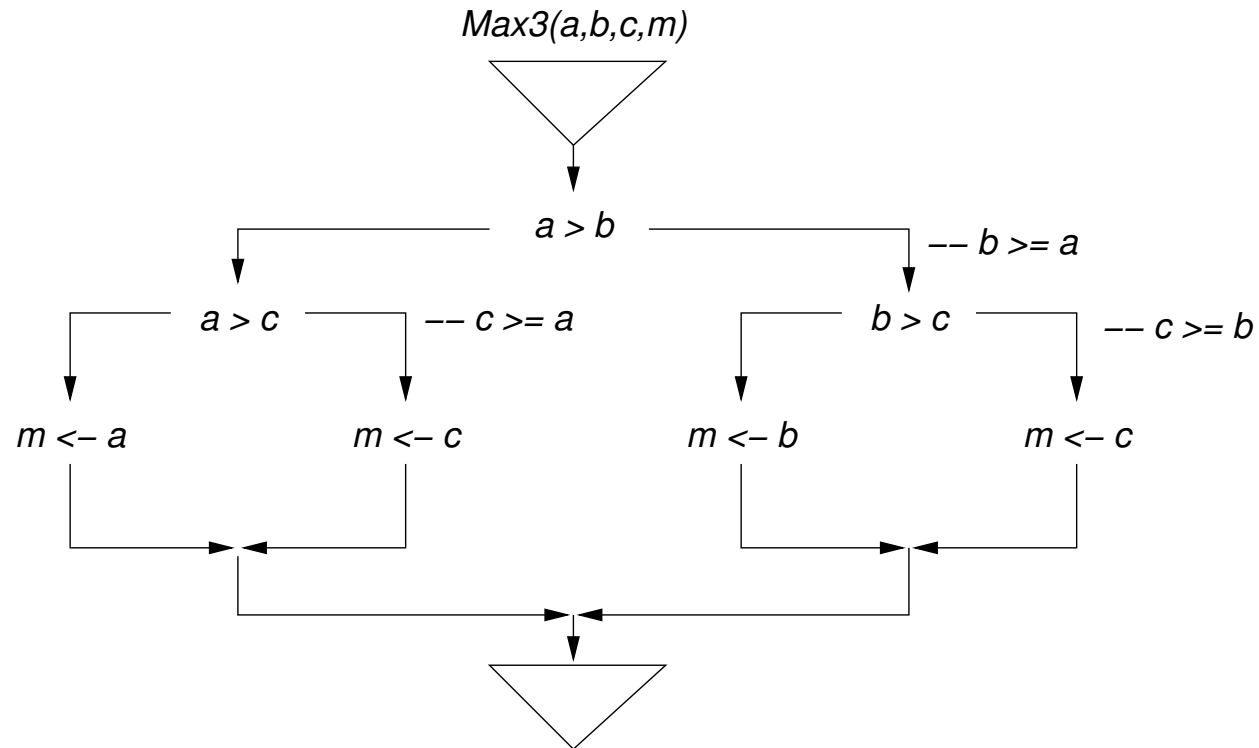 Max3(a,b,c,m)
a > b
−− b >= a
a > c
−− c >= a
b > c
−− c >= b
m <− a
m <− c
m <− b
m <− c